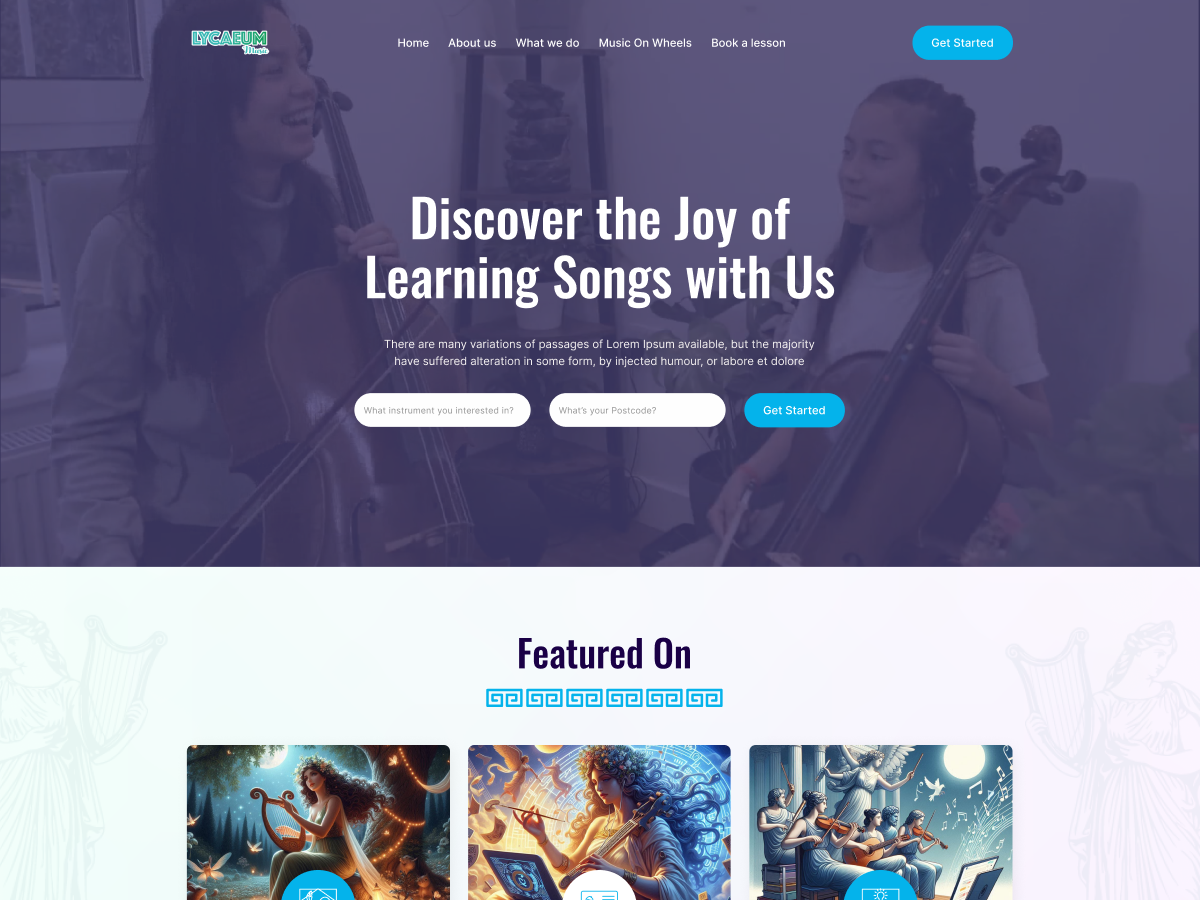 LYCAEUM
Music
Home About us What we do Music On Wheels Book a lesson
Get Started
Discover the Joy of
Learning Songs with Us
There are many variations of passages of Lorem Ipsum available, but the majority
have suffered alteration in some form, by injected humour, or labore et dolore
What instrument you interested in? What's your Postcode? Get Started
Featured On